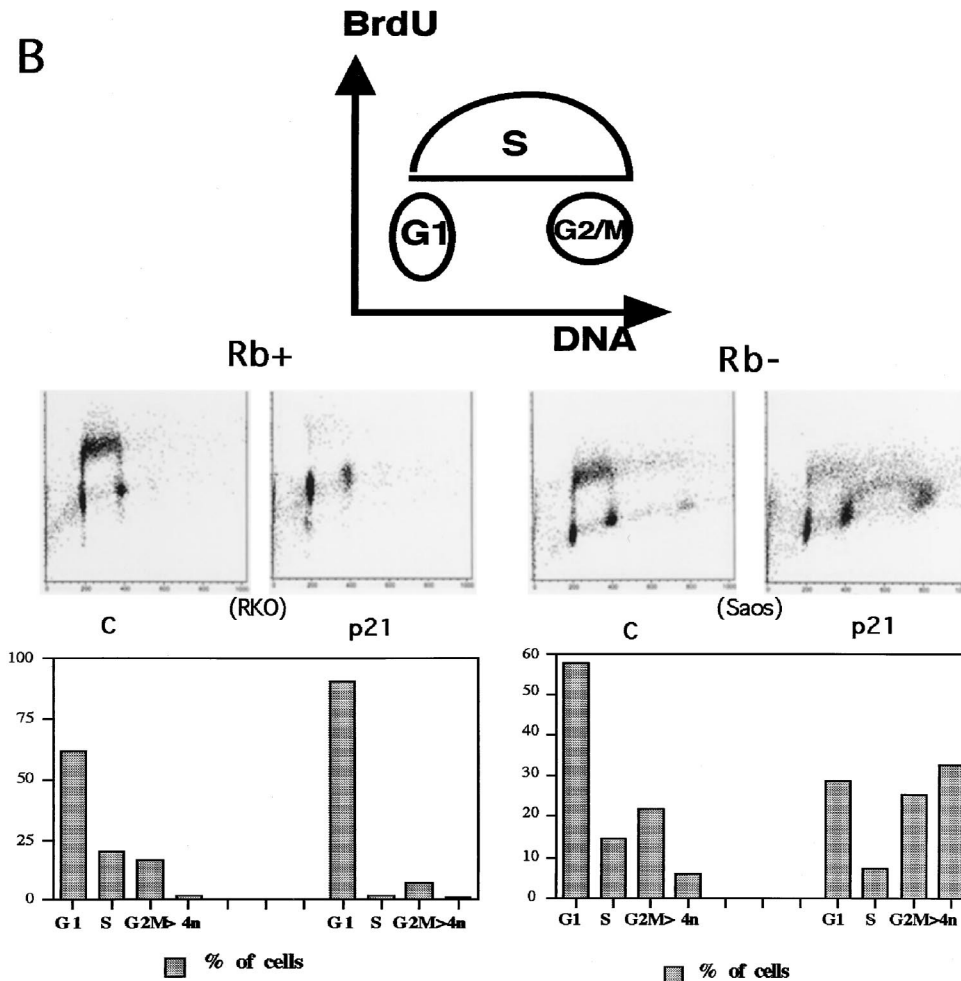 B
BrdU
S
G1
G2/M
DNA
Rb+
Rb-
(RKO)
(Saos)
C
p21
C
p21
100
75
50
25
0
G1 S G2M> 4n
G1 S G2M>4n
% of cells
60
50
40
30
20
10
0
G1 S G2M> 4n
G1 S G2M>4n
% of cells